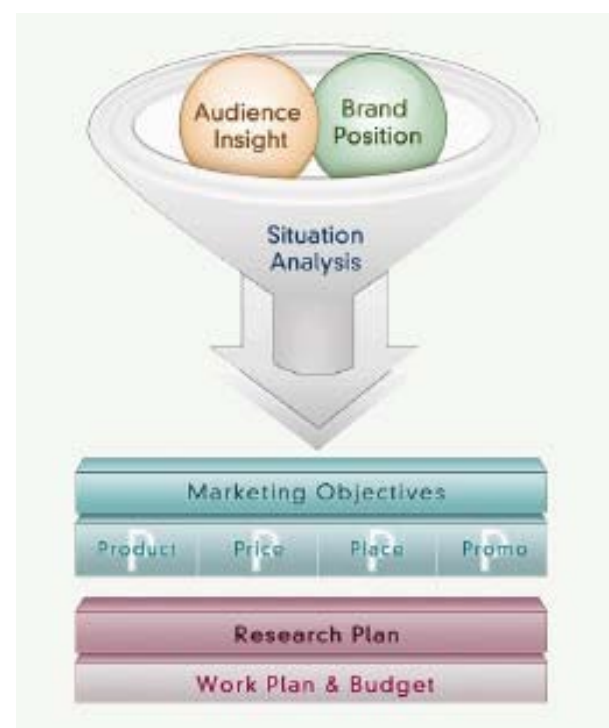 Audience
Insight
Brand
Position
Situation
Analysis
Marketing Objectives
Product Price Place Promo
P P P P
Research Plan
Work Plan & Budget